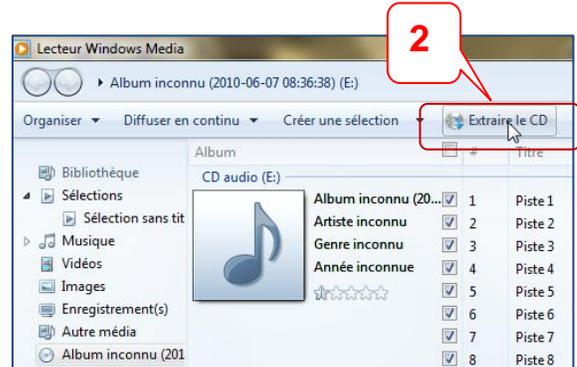 2
Lecteur Windows Media
Album inconnu (2010-06-07 08:36:38) (E:)
Organiser Diffuser en continu Créer une sélection Extraire le CD
Album # Titre
Bibliothèque
Sélections
Sélection sans tit
Musique
Vidéos
Images
Enregistrement(s)
Autre média
Album inconnu (201
CD audio (E:)
Album inconnu (20...
Artiste inconnu
Genre inconnu
Année inconnue
1 Piste 1
2 Piste 2
3 Piste 3
4 Piste 4
5 Piste 5
6 Piste 6
7 Piste 7
8 Piste 8